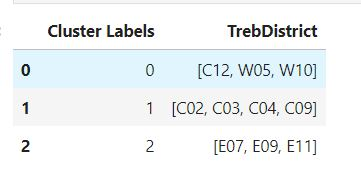 Cluster Labels TrebDistrict
0 0 [C12, W05, W10]
1 1 [C02, C03, C04, C09]
2 2 [E07, E09, E11]